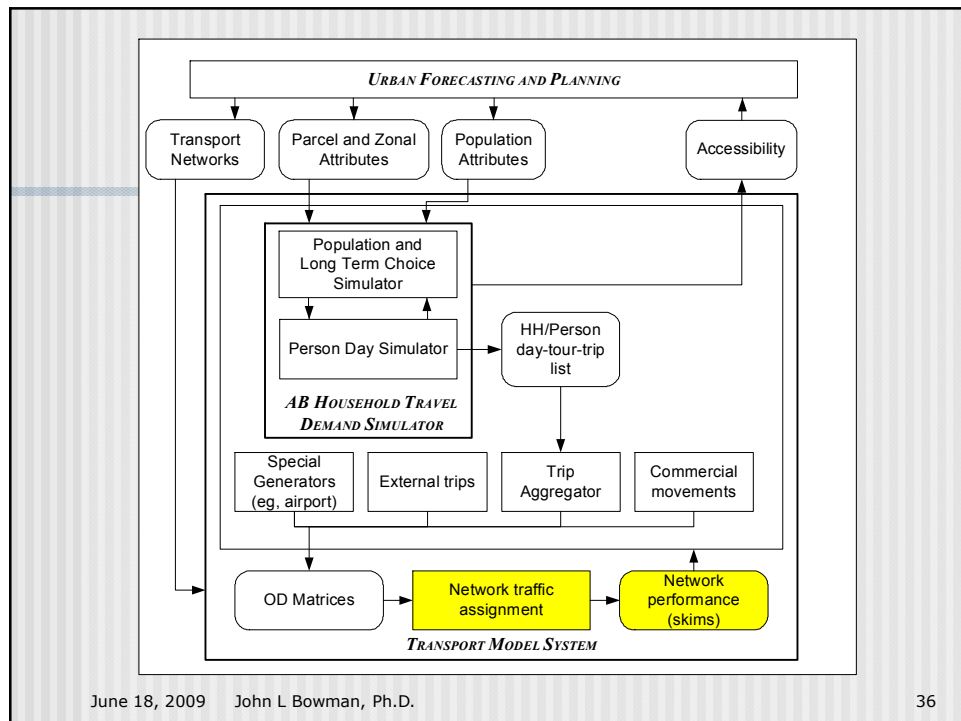 URBAN FORECASTING AND PLANNING
Transport
Networks
Parcel and Zonal
Attributes
Population
Attributes
Accessibility
Population and
Long Term Choice
Simulator
Person Day Simulator
HH/Person
day-tour-trip
list
AB HOUSEHOLD TRAVEL
DEMAND SIMULATOR
Special
Generators
(eg, airport)
External trips
Trip
Aggregator
Commercial
movements
OD Matrices
Network traffic
assignment
Network
performance
(skims)
TRANSPORT MODEL SYSTEM
June 18, 2009 John L Bowman, Ph.D. 36